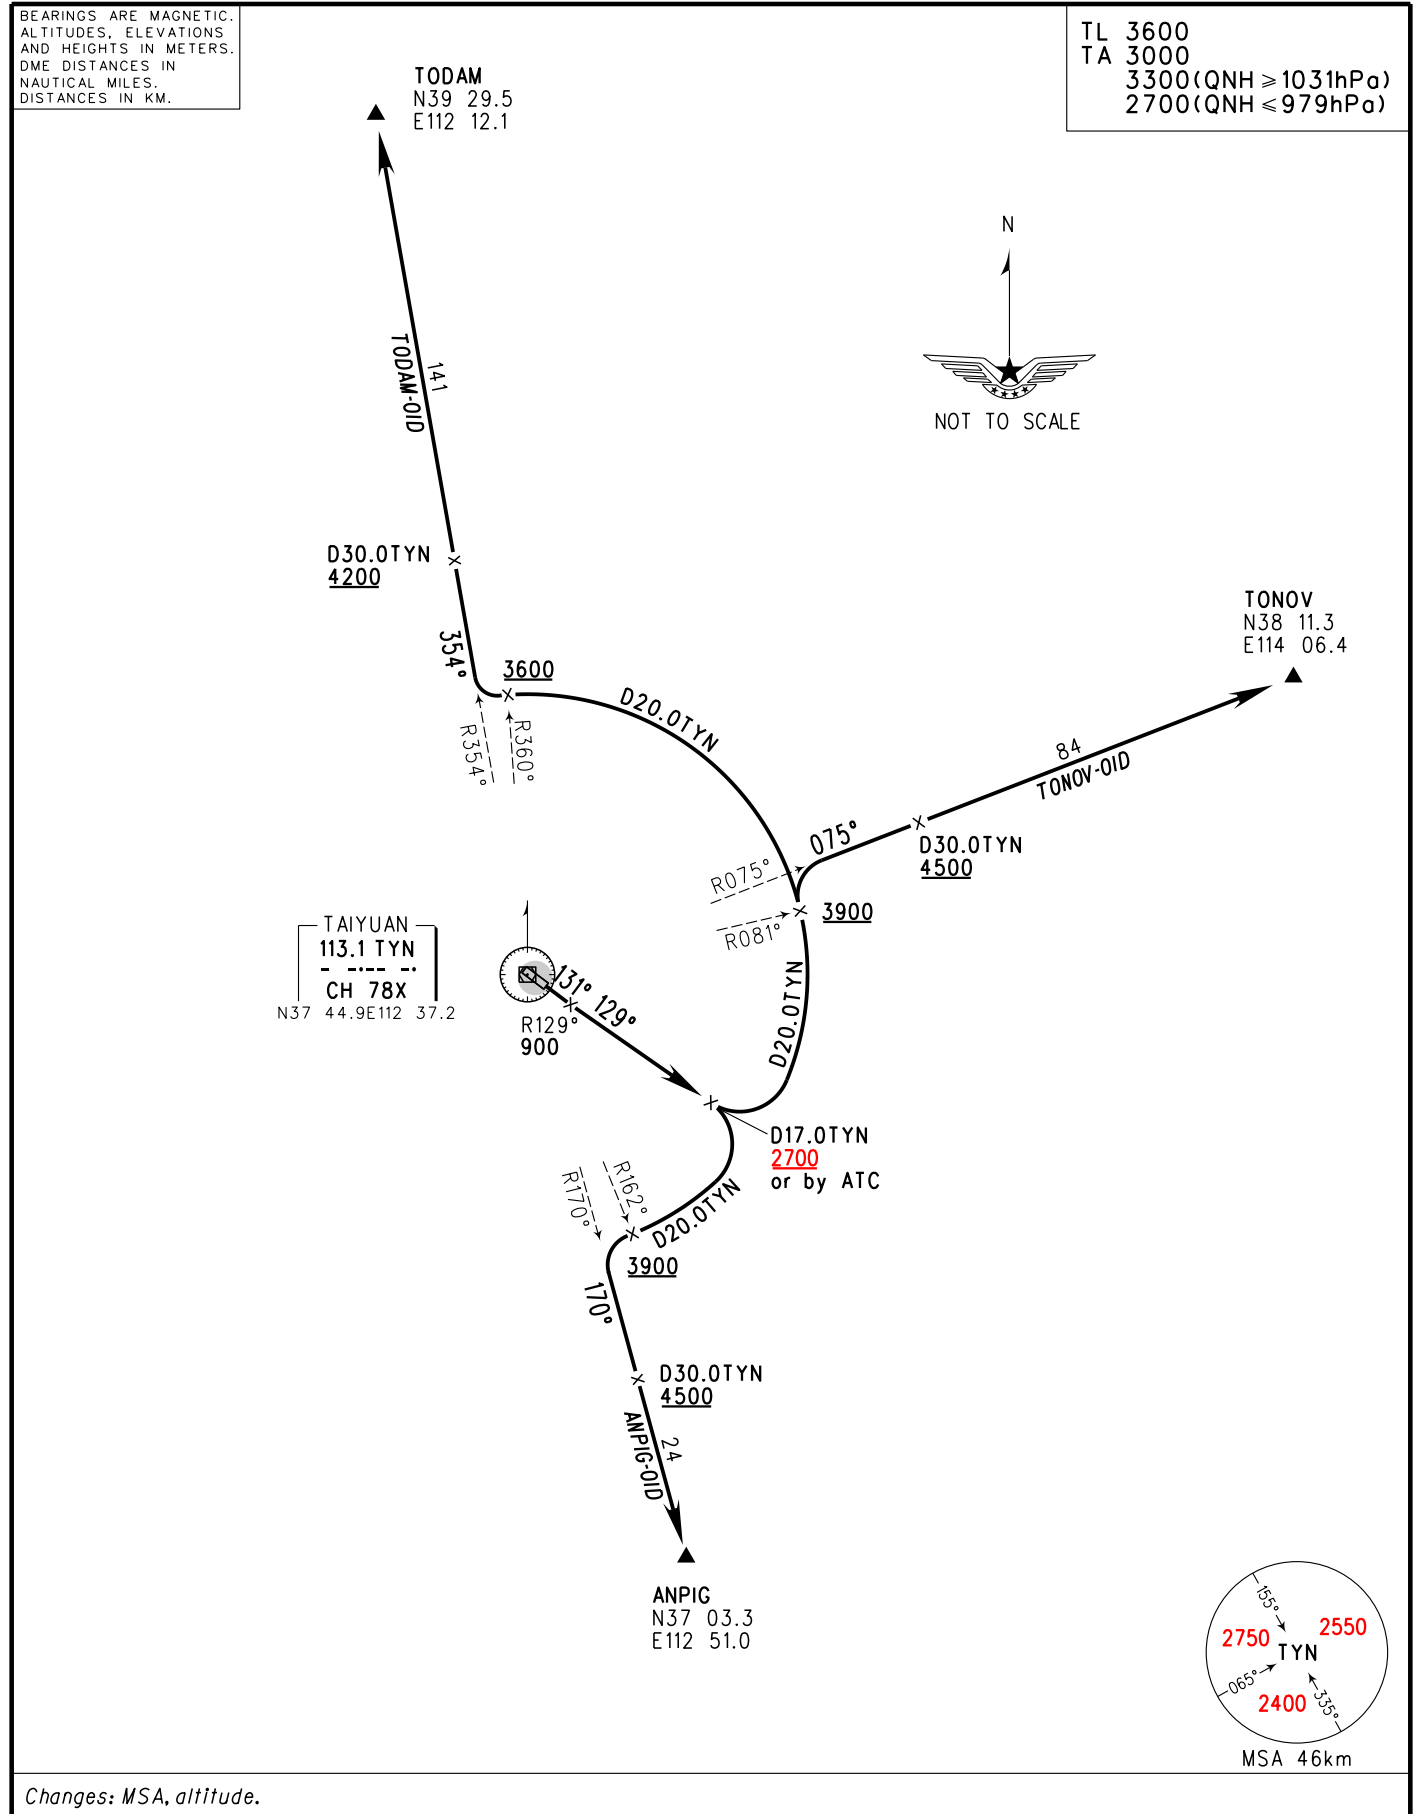 BEARINGS ARE MAGNETIC.
ALTITUDES, ELEVATIONS
AND HEIGHTS IN METERS.
DME DISTANCES IN
NAUTICAL MILES.
DISTANCES IN KM.
TL 3600
TA 3000
3300(QNH ≥ 1031hPa)
2700(QNH ≤ 979hPa)
TODAM
N39 29.5
E112 12.1
N
NOT TO SCALE
141
TODAM-01D
D30.0TYN
4200
354°
3600
R354°
R360°
D20.0TYN
TONOV
N38 11.3
E114 06.4
84
TONOV-01D
075°
D30.0TYN
4500
R075°
R081°
3900
TAIYUAN
113.1 TYN
- -·-- -·
CH 78X
N37 44.9E112 37.2
131° 129°
R129°
900
D20.0TYN
D17.0TYN
2700
or by ATC
R170°
R162°
D20.0TYN
3900
170°
D30.0TYN
4500
24
ANPIG-01D
ANPIG
N37 03.3
E112 51.0
155°
2750
TYN
2550
065°
2400
335°
MSA 46km
Changes: MSA, altitude.